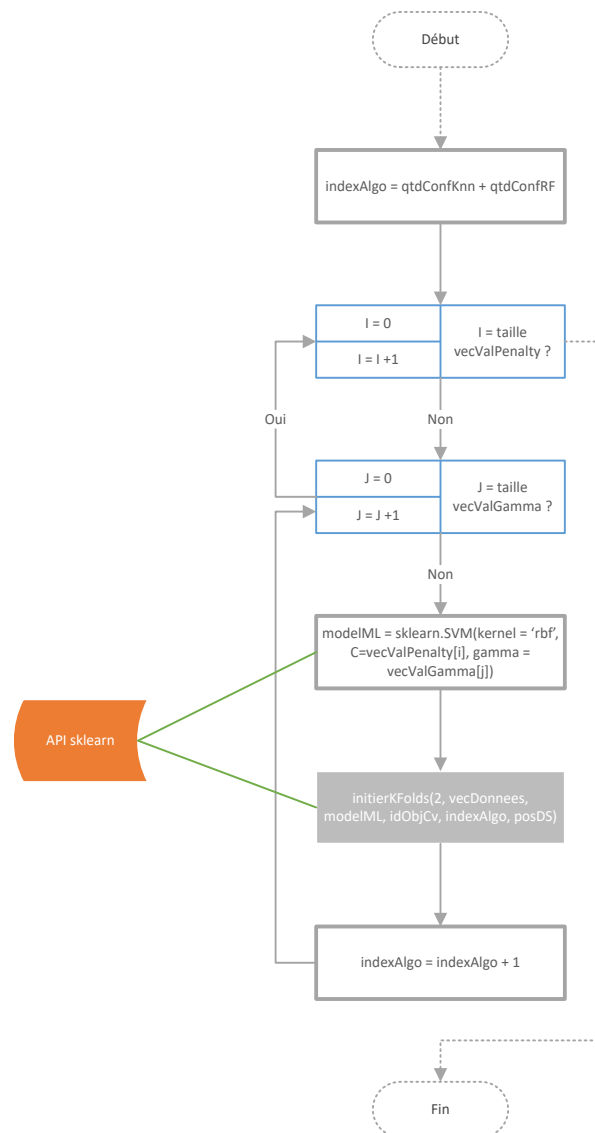 Début
indexAlgo = qtdConfKnn + qtdConfRF
I = 0
I = I +1
I = taille
vecValPenalty ?
Oui
Non
J = 0
J = J +1
J = taille
vecValGamma ?
Non
modelML = sklearn.SVM(kernel = ‘rbf’,
C=vecValPenalty[i], gamma =
vecValGamma[j])
API sklearn
initierKFolds(2, vecDonnees,
modelML, idObjCv, indexAlgo, posDS)
indexAlgo = indexAlgo + 1
Fin